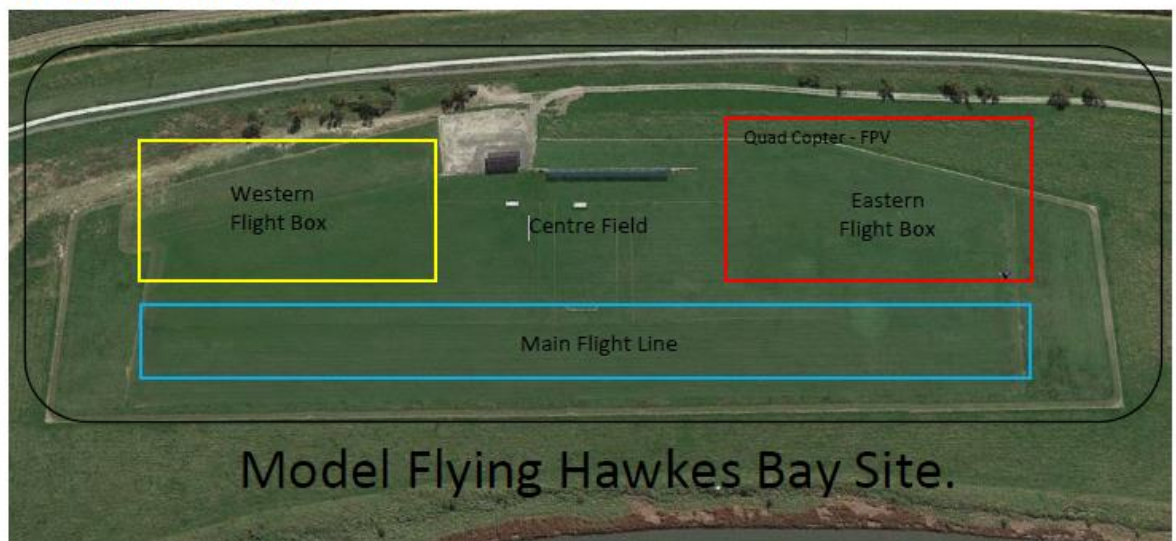 Quad Copter - FPV
Western
Flight Box
Eastern
Flight Box
Centre Field
Main Flight Line
Model Flying Hawkes Bay Site.